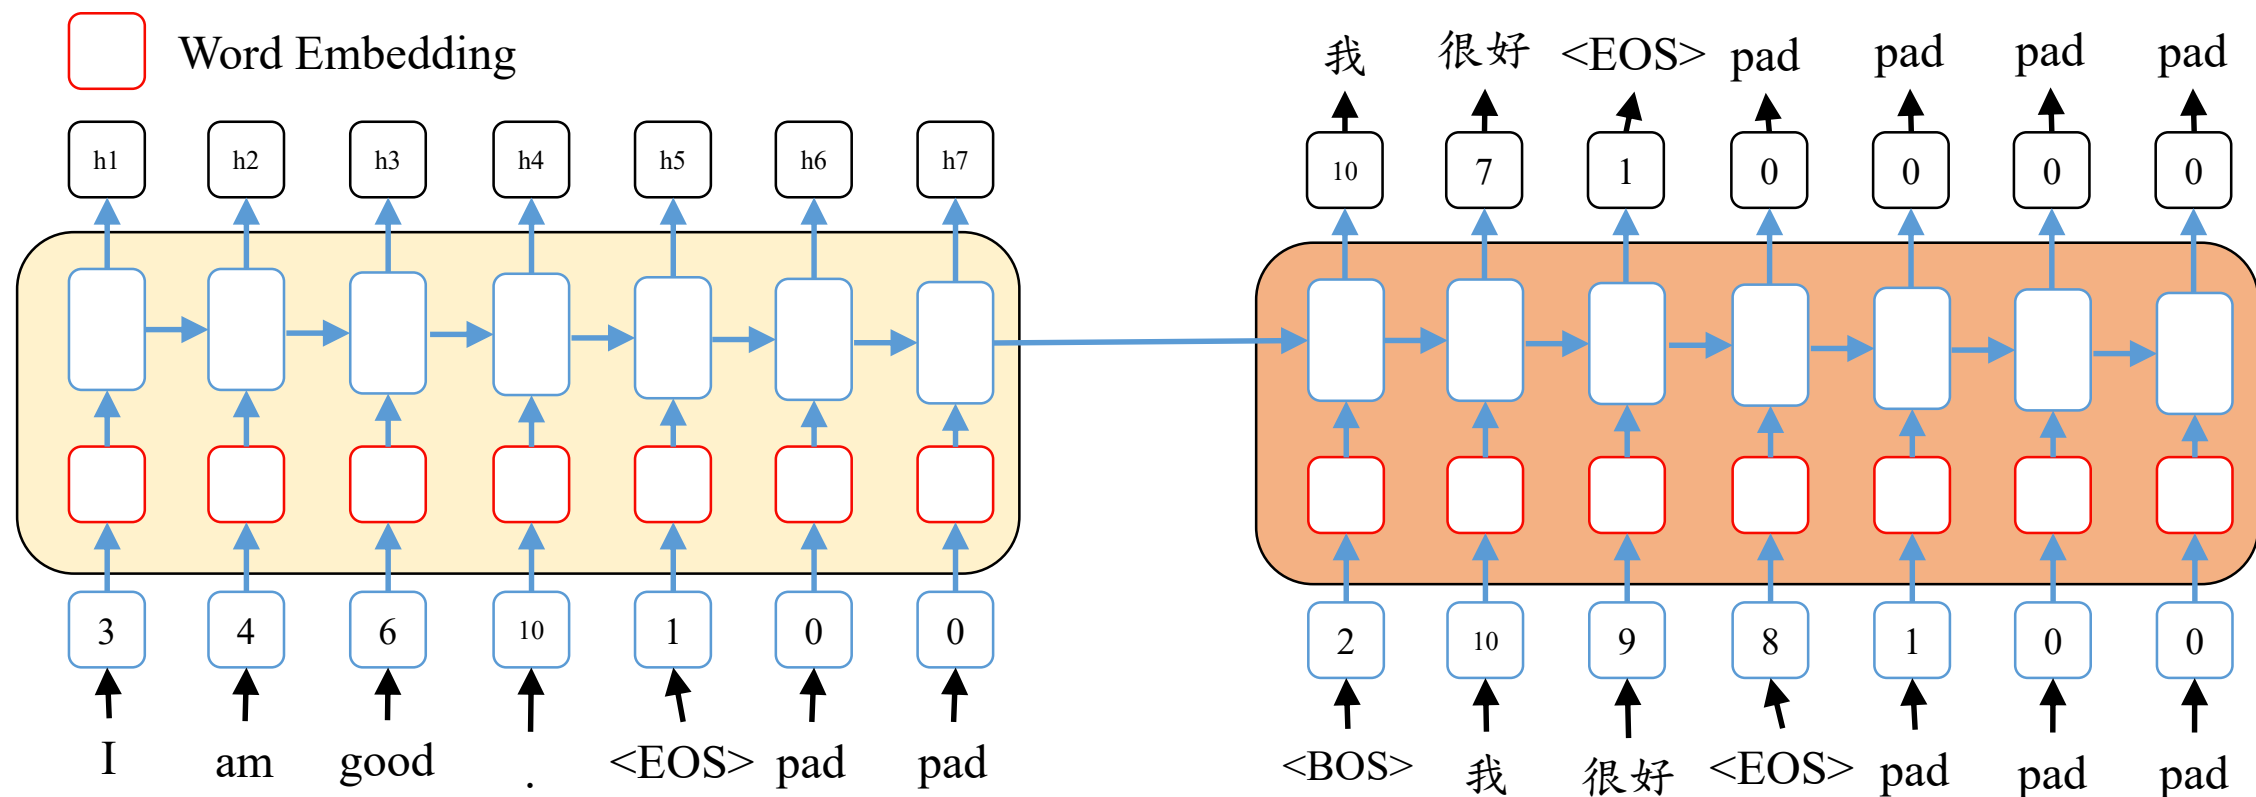 Word Embedding
我 很好 <EOS> pad pad pad pad
h1 h2 h3 h4 h5 h6 h7
10 7 1 0 0 0 0
3 4 6 10 1 0 0
2 10 9 8 1 0 0
I am good . <EOS> pad pad
<BOS> 我 很好 <EOS> pad pad pad